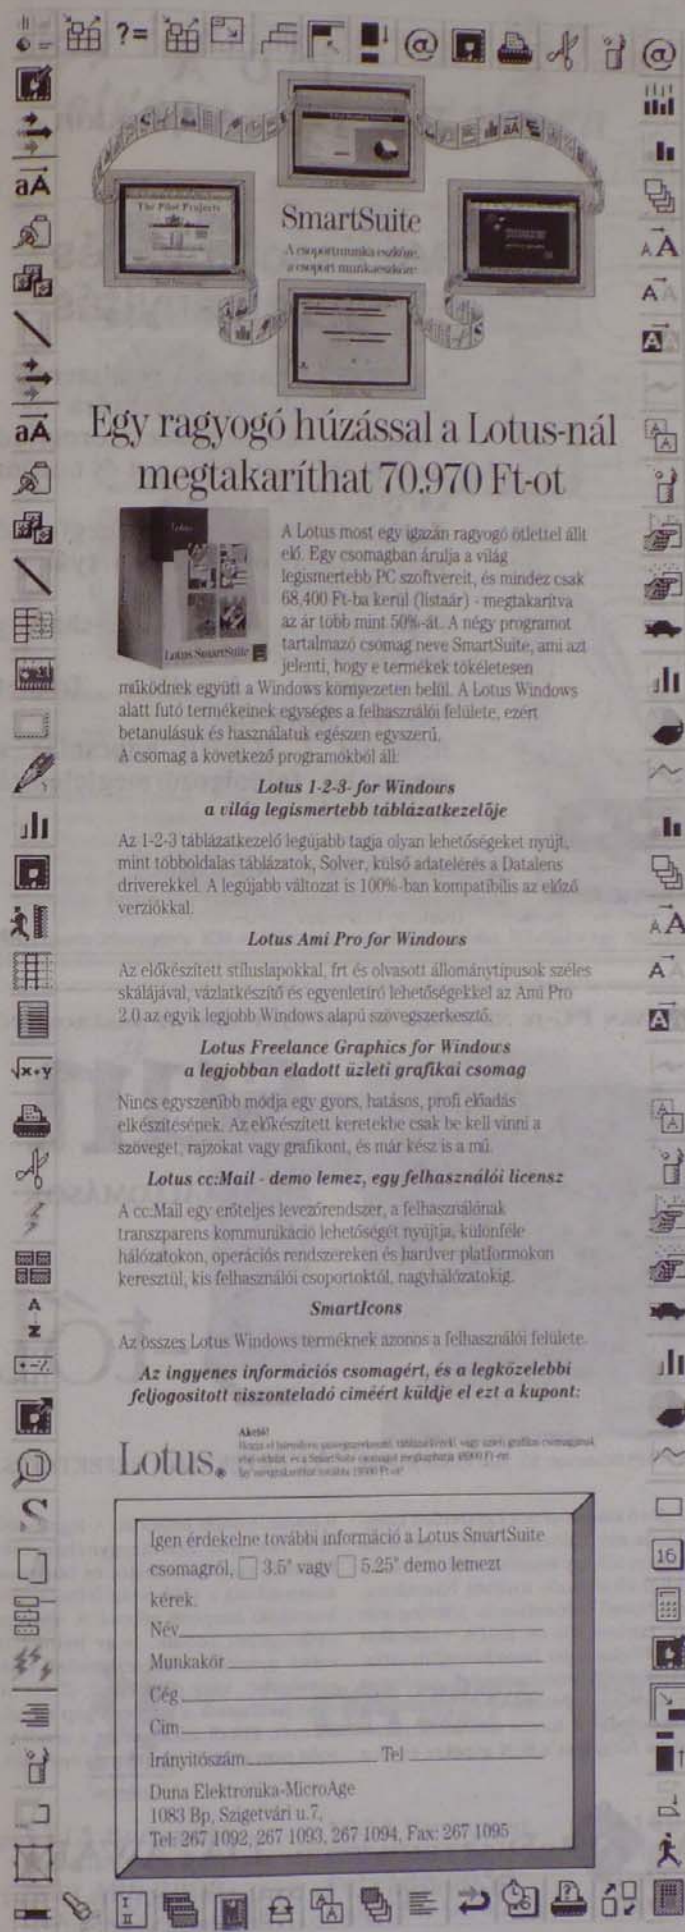 The Pilot Projects
SmartSuite
A csoportmunka eszköze,
a csoport munkaeszköze
Egy ragyogó húzással a Lotus-nál
megtakaríthat 70.970 Ft-ot
Lotus
Lotus SmartSuite
A Lotus most egy igazán ragyogó ötlettel állt
elő. Egy csomagban árulja a világ
legismertebb PC szoftvereit, és mindez csak
68.400 Ft-ba kerül (listaár) - megtakarítva
az ár több mint 50%-át. A négy programot
tartalmazó csomag neve SmartSuite, ami azt
jelenti, hogy e termékek tökéletesen
működnek együtt a Windows környezeten belül. A Lotus Windows
alatt futó termékeinek egységes a felhasználói felülete, ezért
betanulásuk és használatuk egészen egyszerű.
A csomag a következő programokból áll:
Lotus 1-2-3- for Windows
a világ legismertebb táblázatkezelője
Az 1-2-3 táblázatkezelő legújabb tagja olyan lehetőségeket nyújt,
mint többoldalas táblázatok, Solver, külső adatelérés a Datalens
driverekkel. A legújabb változat is 100%-ban kompatibilis az előző
verziókkal.
Lotus Ami Pro for Windows
Az előkészített stíluslapokkal, írt és olvasott állománytípusok széles
skálájával, vázlatkészítő és egyenletíró lehetőségekkel az Ami Pro
2.0 az egyik legjobb Windows alapú szövegszerkesztő.
Lotus Freelance Graphics for Windows
a legjobban eladott üzleti grafikai csomag
Nincs egyszerűbb módja egy gyors, hatásos, profi előadás
elkészítésének. Az előkészített keretekbe csak be kell vinni a
szöveget, rajzokat vagy grafikont, és már kész is a mű.
Lotus cc:Mail - demo lemez, egy felhasználói licensz
A cc:Mail egy erőteljes levezőrendszer, a felhasználónak
transzparens kommunikáció lehetőségét nyújtja, különféle
hálózatokon, operációs rendszereken és hardver platformokon
keresztül, kis felhasználói csoportoktól, nagyhálózatokig.
SmartIcons
Az összes Lotus Windows terméknek azonos a felhasználói felülete.
Az ingyenes információs csomagért, és a legközelebbi
feljogosított viszonteladó címéért küldje el ezt a kupont:
Lotus®
Akció!
Igen érdekelne további információ a Lotus SmartSuite
csomagról, 3.5" vagy 5.25" demo lemezt
kérek.
Név
Munkakör
Cég
Cím
Irányítószám Tel
Duna Elektronika-MicroAge
1083 Bp, Szigetvári u.7,
Tel: 267 1092, 267 1093, 267 1094, Fax: 267 1095